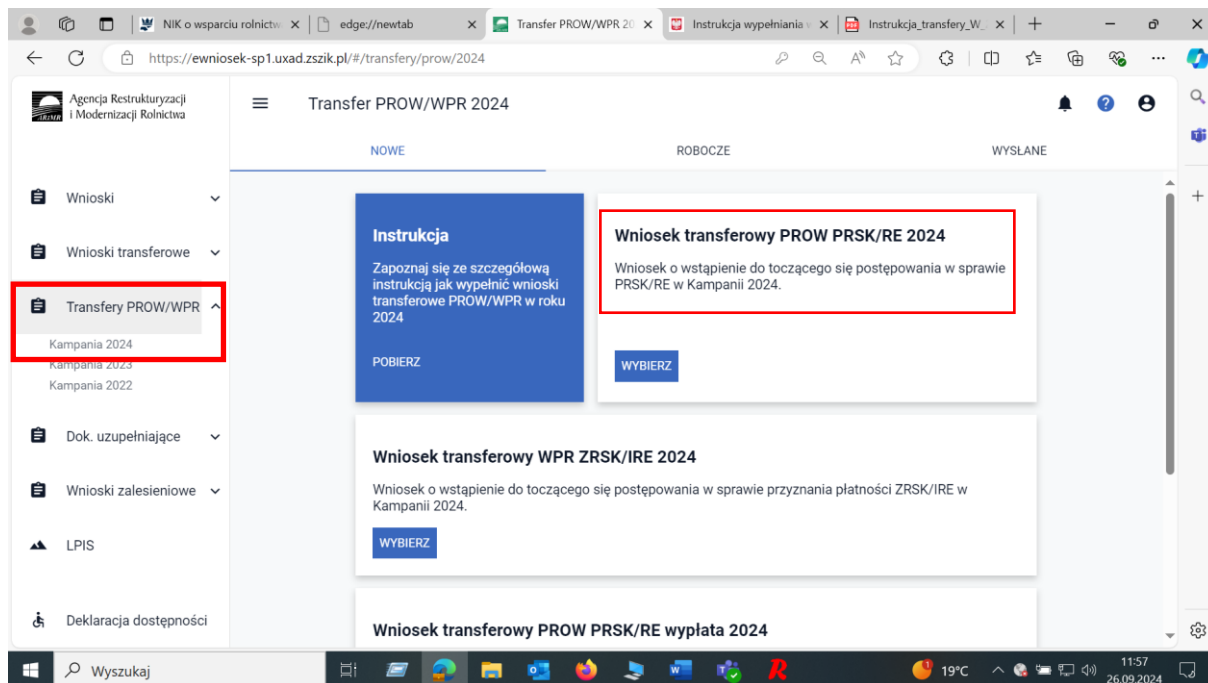 NIK o wsparciu rolnictw
edge://newtab
Transfer PROW/WPR 20
Instrukcja wypełniania
Instrukcja_transfery_W_
https://ewniosek-sp1.uxad.zszik.pl/#/transfery/prow/2024
Agencja Restrukturyzacji
i Modernizacji Rolnictwa
ARiMR
Transfer PROW/WPR 2024
NOWE
ROBOCZE
WYSŁANE
Wnioski
Wnioski transferowe
Transfery PROW/WPR
Kampania 2024
Kampania 2023
Kampania 2022
Dok. uzupełniające
Wnioski zalesieniowe
LPIS
Deklaracja dostępności
Instrukcja
Zapoznaj się ze szczegółową
instrukcją jak wypełnić wnioski
transferowe PROW/WPR w roku
2024
POBIERZ
Wniosek transferowy PROW PRSK/RE 2024
Wniosek o wstąpienie do toczącego się postępowania w sprawie
PRSK/RE w Kampanii 2024.
WYBIERZ
Wniosek transferowy WPR ZRSK/IRE 2024
Wniosek o wstąpienie do toczącego się postępowania w sprawie przyznania płatności ZRSK/IRE w
Kampanii 2024.
WYBIERZ
Wniosek transferowy PROW PRSK/RE wypłata 2024
Wyszukaj
19°C
11:57
26.09.2024